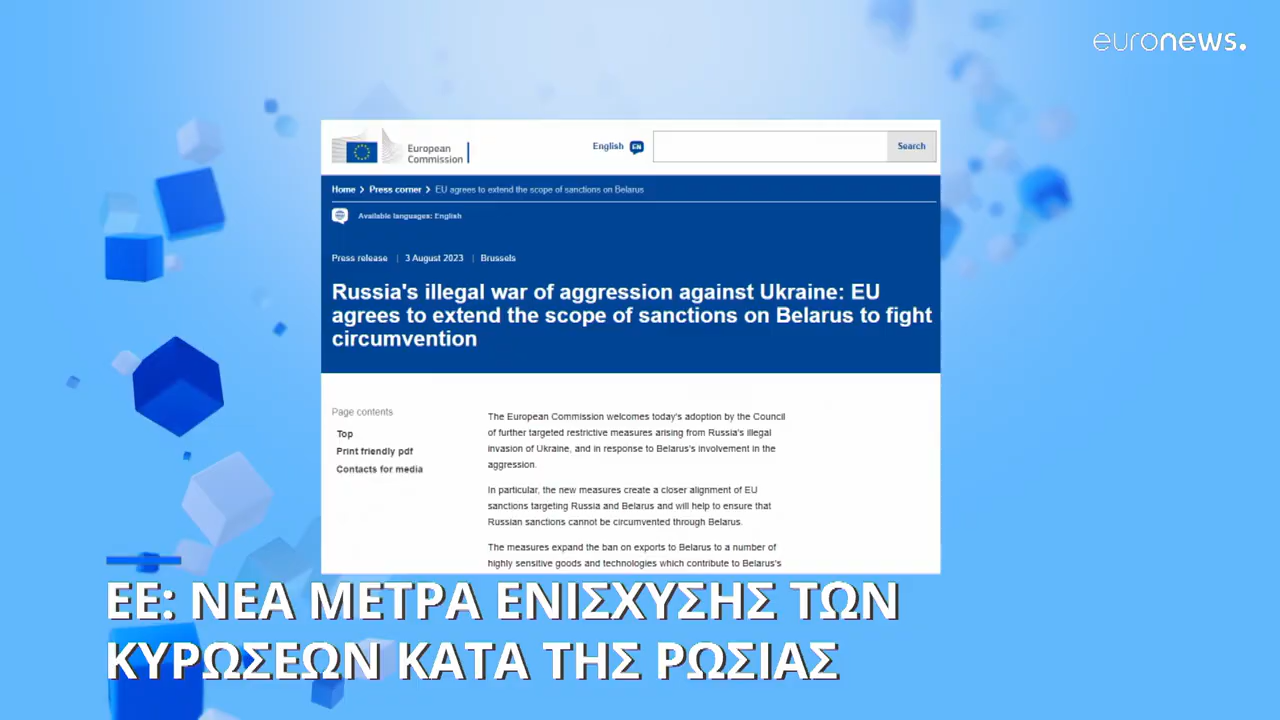 euronews.
European
Commission
English EN
Search
Home > Press corner > EU agrees to extend the scope of sanctions on Belarus
Available languages: English
Press release | 3 August 2023 | Brussels
Russia's illegal war of aggression against Ukraine: EU
agrees to extend the scope of sanctions on Belarus to fight
circumvention
Page contents
Top
Print friendly pdf
Contacts for media
The European Commission welcomes today's adoption by the Council
of further targeted restrictive measures arising from Russia's illegal
invasion of Ukraine, and in response to Belarus's involvement in the
aggression.
In particular, the new measures create a closer alignment of EU
sanctions targeting Russia and Belarus and will help to ensure that
Russian sanctions cannot be circumvented through Belarus.
The measures expand the ban on exports to Belarus to a number of
highly sensitive goods and technologies which contribute to Belarus's
ΕΕ: ΝΕΑ ΜΕΤΡΑ ΕΝΙΣΧΥΣΗΣ ΤΩΝ
ΚΥΡΩΣΕΩΝ ΚΑΤΑ ΤΗΣ ΡΩΣΙΑΣ